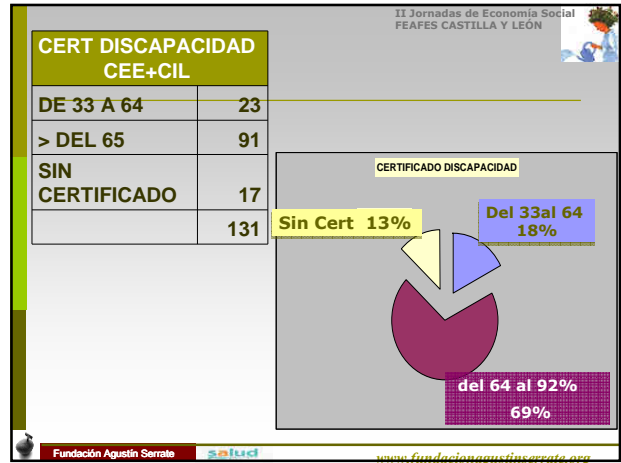 II Jornadas de Economía Social
FEAFES CASTILLA Y LEÓN
CERT DISCAPACIDAD
CEE+CIL
DE 33 A 64 23
> DEL 65 91
SIN
CERTIFICADO 17
131
CERTIFICADO DISCAPACIDAD
Sin Cert 13%
Del 33al 64
18%
del 64 al 92%
69%
Fundación Agustín Serrate
salud
www.fundacionagustinserrate.org